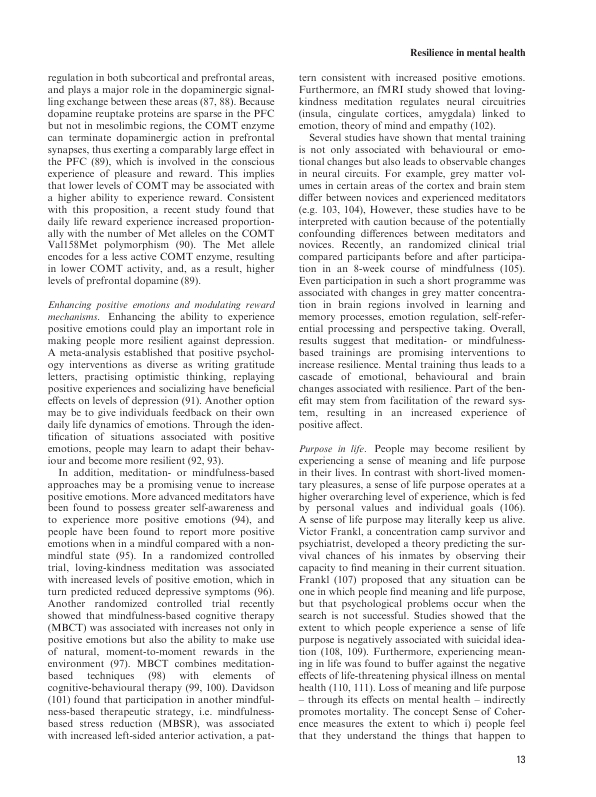 Resilience in mental health
regulation in both subcortical and prefrontal areas,
and plays a major role in the dopaminergic signal-
ling exchange between these areas (87, 88). Because
dopamine reuptake proteins are sparse in the PFC
but not in mesolimbic regions, the COMT enzyme
can terminate dopaminergic action in prefrontal
synapses, thus exerting a comparably large effect in
the PFC (89), which is involved in the conscious
experience of pleasure and reward. This implies
that lower levels of COMT may be associated with
a higher ability to experience reward. Consistent
with this proposition, a recent study found that
daily life reward experience increased proportion-
ally with the number of Met alleles on the COMT
Val158Met polymorphism (90). The Met allele
encodes for a less active COMT enzyme, resulting
in lower COMT activity, and, as a result, higher
levels of prefrontal dopamine (89).
Enhancing positive emotions and modulating reward
mechanisms. Enhancing the ability to experience
positive emotions could play an important role in
making people more resilient against depression.
A meta-analysis established that positive psychol-
ogy interventions as diverse as writing gratitude
letters, practising optimistic thinking, replaying
positive experiences and socializing have beneficial
effects on levels of depression (91). Another option
may be to give individuals feedback on their own
daily life dynamics of emotions. Through the iden-
tification of situations associated with positive
emotions, people may learn to adapt their behav-
iour and become more resilient (92, 93).
In addition, meditation- or mindfulness-based
approaches may be a promising venue to increase
positive emotions. More advanced meditators have
been found to possess greater self-awareness and
to experience more positive emotions (94), and
people have been found to report more positive
emotions when in a mindful compared with a non-
mindful state (95). In a randomized controlled
trial, loving-kindness meditation was associated
with increased levels of positive emotion, which in
turn predicted reduced depressive symptoms (96).
Another randomized controlled trial recently
showed that mindfulness-based cognitive therapy
(MBCT) was associated with increases not only in
positive emotions but also the ability to make use
of natural, moment-to-moment rewards in the
environment (97). MBCT combines meditation-
based techniques (98) with elements of
cognitive-behavioural therapy (99, 100). Davidson
(101) found that participation in another mindful-
ness-based therapeutic strategy, i.e. mindfulness-
based stress reduction (MBSR), was associated
with increased left-sided anterior activation, a pat-
tern consistent with increased positive emotions.
Furthermore, an fMRI study showed that loving-
kindness meditation regulates neural circuitries
(insula, cingulate cortices, amygdala) linked to
emotion, theory of mind and empathy (102).
Several studies have shown that mental training
is not only associated with behavioural or emo-
tional changes but also leads to observable changes
in neural circuits. For example, grey matter vol-
umes in certain areas of the cortex and brain stem
differ between novices and experienced meditators
(e.g. 103, 104), However, these studies have to be
interpreted with caution because of the potentially
confounding differences between meditators and
novices. Recently, an randomized clinical trial
compared participants before and after participa-
tion in an 8-week course of mindfulness (105).
Even participation in such a short programme was
associated with changes in grey matter concentra-
tion in brain regions involved in learning and
memory processes, emotion regulation, self-refer-
ential processing and perspective taking. Overall,
results suggest that meditation- or mindfulness-
based trainings are promising interventions to
increase resilience. Mental training thus leads to a
cascade of emotional, behavioural and brain
changes associated with resilience. Part of the ben-
efit may stem from facilitation of the reward sys-
tem, resulting in an increased experience of
positive affect.
Purpose in life. People may become resilient by
experiencing a sense of meaning and life purpose
in their lives. In contrast with short-lived momen-
tary pleasures, a sense of life purpose operates at a
higher overarching level of experience, which is fed
by personal values and individual goals (106).
A sense of life purpose may literally keep us alive.
Victor Frankl, a concentration camp survivor and
psychiatrist, developed a theory predicting the sur-
vival chances of his inmates by observing their
capacity to find meaning in their current situation.
Frankl (107) proposed that any situation can be
one in which people find meaning and life purpose,
but that psychological problems occur when the
search is not successful. Studies showed that the
extent to which people experience a sense of life
purpose is negatively associated with suicidal idea-
tion (108, 109). Furthermore, experiencing mean-
ing in life was found to buffer against the negative
effects of life-threatening physical illness on mental
health (110, 111). Loss of meaning and life purpose
– through its effects on mental health – indirectly
promotes mortality. The concept Sense of Coher-
ence measures the extent to which i) people feel
that they understand the things that happen to
13